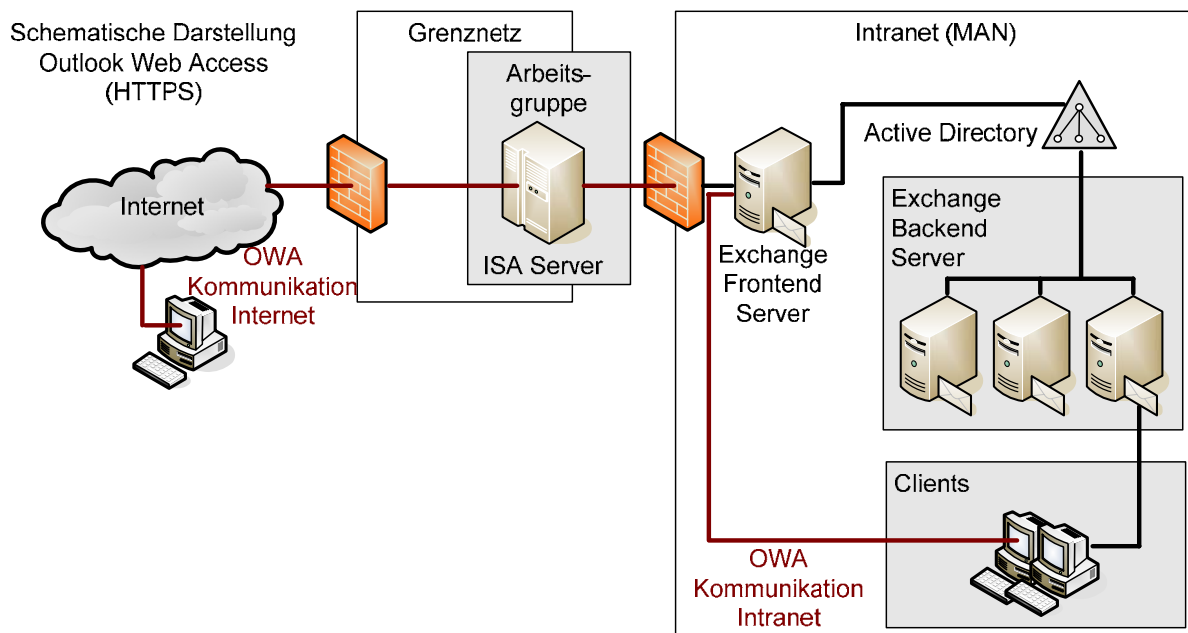 Schematische Darstellung
Outlook Web Access
(HTTPS)
Grenznetz
Intranet (MAN)
Arbeits-
gruppe
Active Directory
Internet
Exchange
Backend
Server
ISA Server
Exchange
Frontend
Server
OWA
Kommunikation
Internet
Clients
OWA
Kommunikation
Intranet